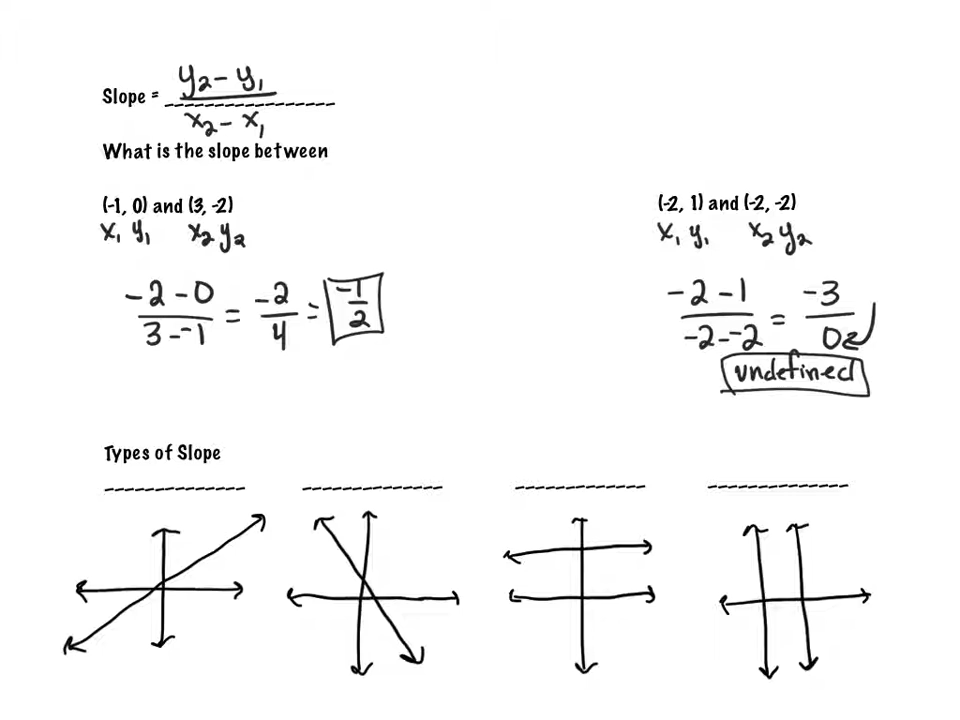 Slope = y₂ - y₁
x₂ - x₁
What is the slope between
(-1, 0) and (3, -2)
x₁ y₁ x₂ y₂
-2 - 0 / 3 - -1 = -2 / 4 = -1 / 2
(-2, 1) and (-2, -2)
x₁ y₁ x₂ y₂
-2 - 1 / -2 - -2 = -3 / 0
undefined
Types of Slope